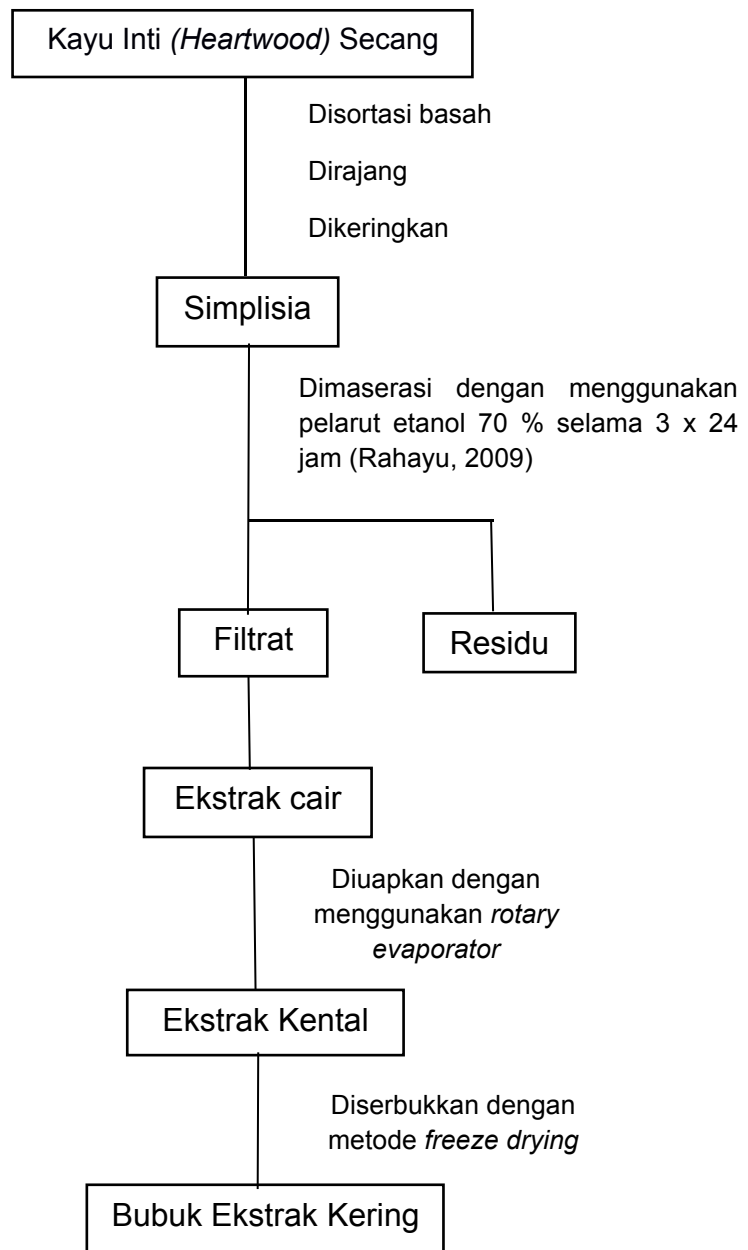 Kayu Inti (Heartwood) Secang
Disortasi basah
Dirajang
Dikeringkan
Simplisia
Dimaserasi dengan menggunakan
pelarut etanol 70 % selama 3 x 24
jam (Rahayu, 2009)
Filtrat
Residu
Ekstrak cair
Diuapkan dengan
menggunakan rotary
evaporator
Ekstrak Kental
Diserbukkan dengan
metode freeze drying
Bubuk Ekstrak Kering